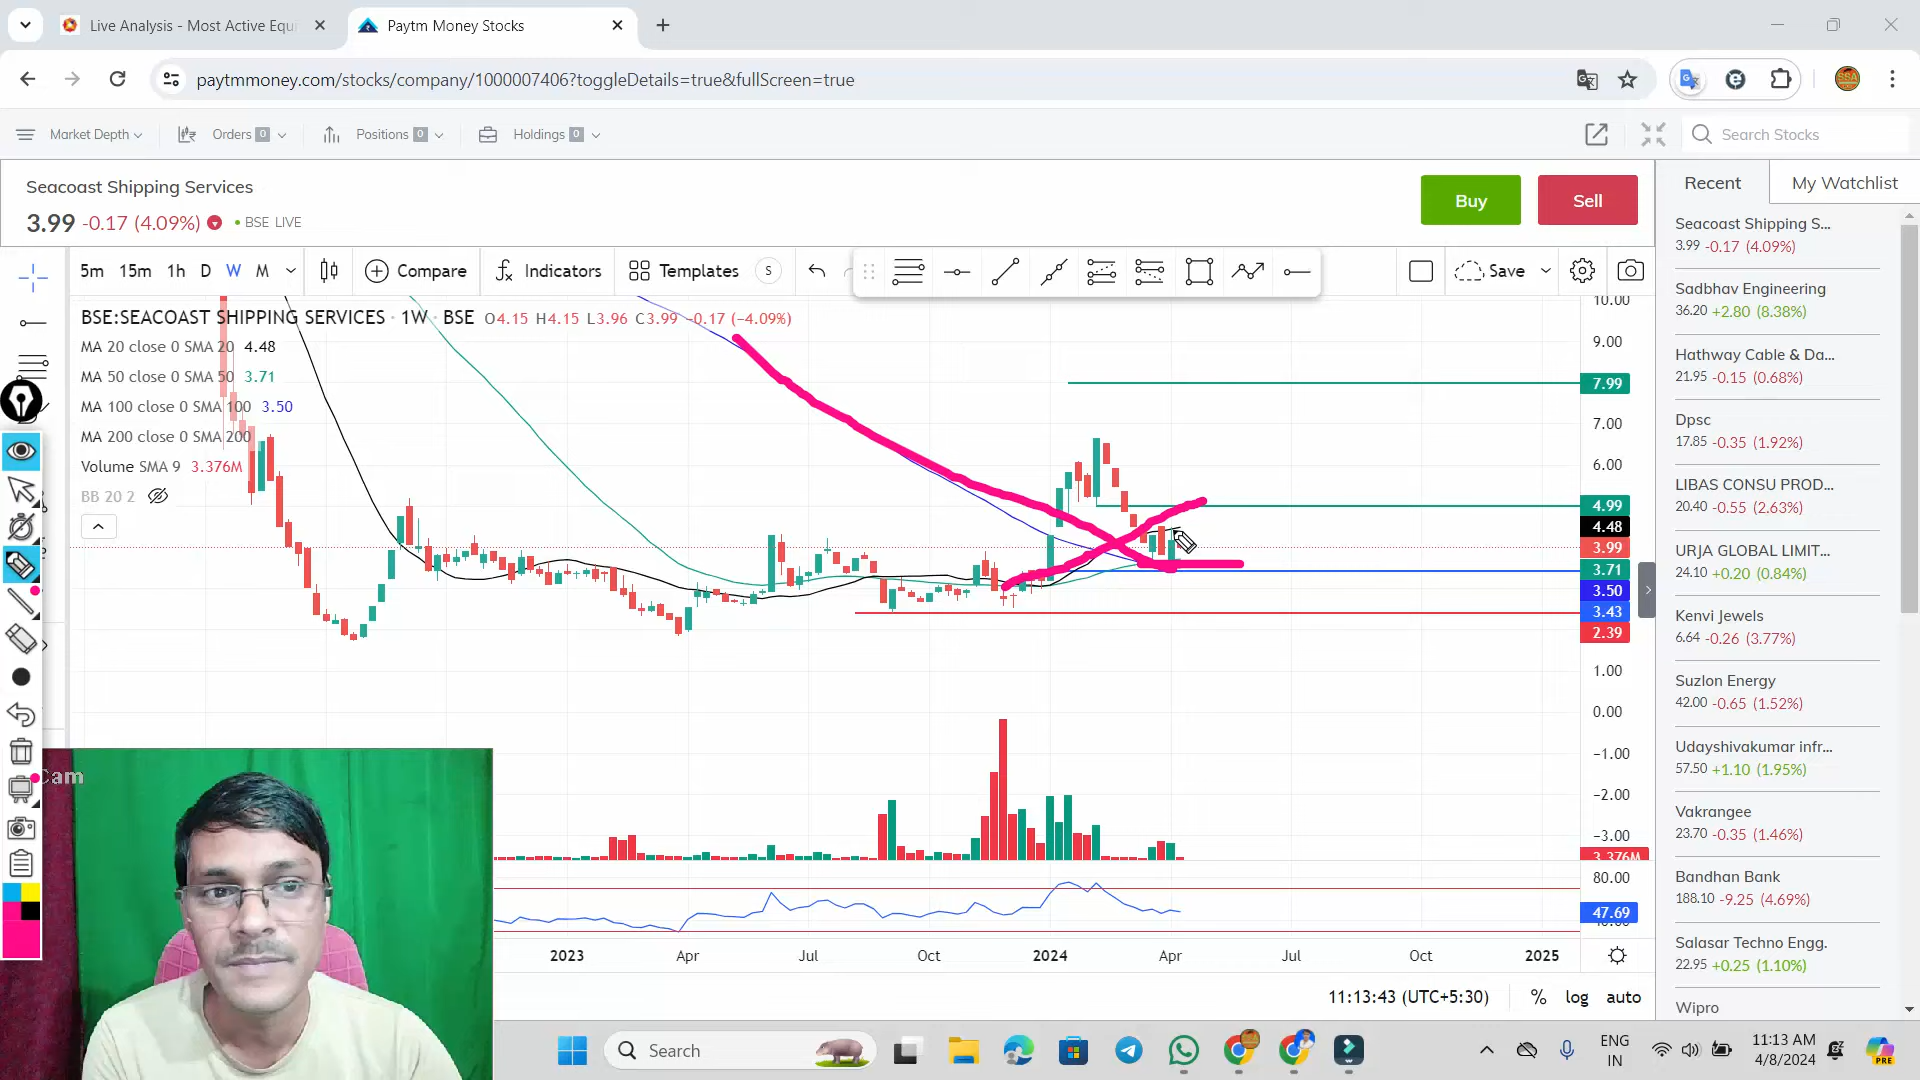 Live Analysis - Most Active Equi
Paytm Money Stocks
paytmmoney.com/stocks/company/1000007406?toggleDetails=true&fullScreen=true
Market Depth Orders 0 Positions 0 Holdings 0 Search Stocks
Seacoast Shipping Services
3.99 -0.17 (4.09%) • BSE LIVE
Buy
Sell
Recent
My Watchlist
5m 15m 1h D W M Compare Indicators Templates S Save
BSE:SEACOAST SHIPPING SERVICES · 1W · BSE O4.15 H4.15 L3.96 C3.99 -0.17 (-4.09%)
MA 20 close 0 SMA 20 4.48
MA 50 close 0 SMA 50 3.71
MA 100 close 0 SMA 100 3.50
MA 200 close 0 SMA 200
Volume SMA 9 3.376M
BB 20 2
10.00
9.00
7.99
7.00
6.00
4.99
4.48
3.99
3.71
3.50
3.43
2.39
1.00
0.00
-1.00
-2.00
-3.00
3.376M
80.00
47.69
2023 Apr Jul Oct 2024 Apr Jul Oct 2025
11:13:43 (UTC+5:30) % log auto
Seacoast Shipping S...
3.99 -0.17 (4.09%)
Sadbhav Engineering
36.20 +2.80 (8.38%)
Hathway Cable & Da...
21.95 -0.15 (0.68%)
Dpsc
17.85 -0.35 (1.92%)
LIBAS CONSU PROD...
20.40 -0.55 (2.63%)
URJA GLOBAL LIMIT...
24.10 +0.20 (0.84%)
Kenvi Jewels
6.64 -0.26 (3.77%)
Suzlon Energy
42.00 -0.65 (1.52%)
Udayshivakumar infr...
57.50 +1.10 (1.95%)
Vakrangee
23.70 -0.35 (1.46%)
Bandhan Bank
188.10 -9.25 (4.69%)
Salasar Techno Engg.
22.95 +0.25 (1.10%)
Wipro
Cam
Search
ENG
IN
11:13 AM
4/8/2024
PRE